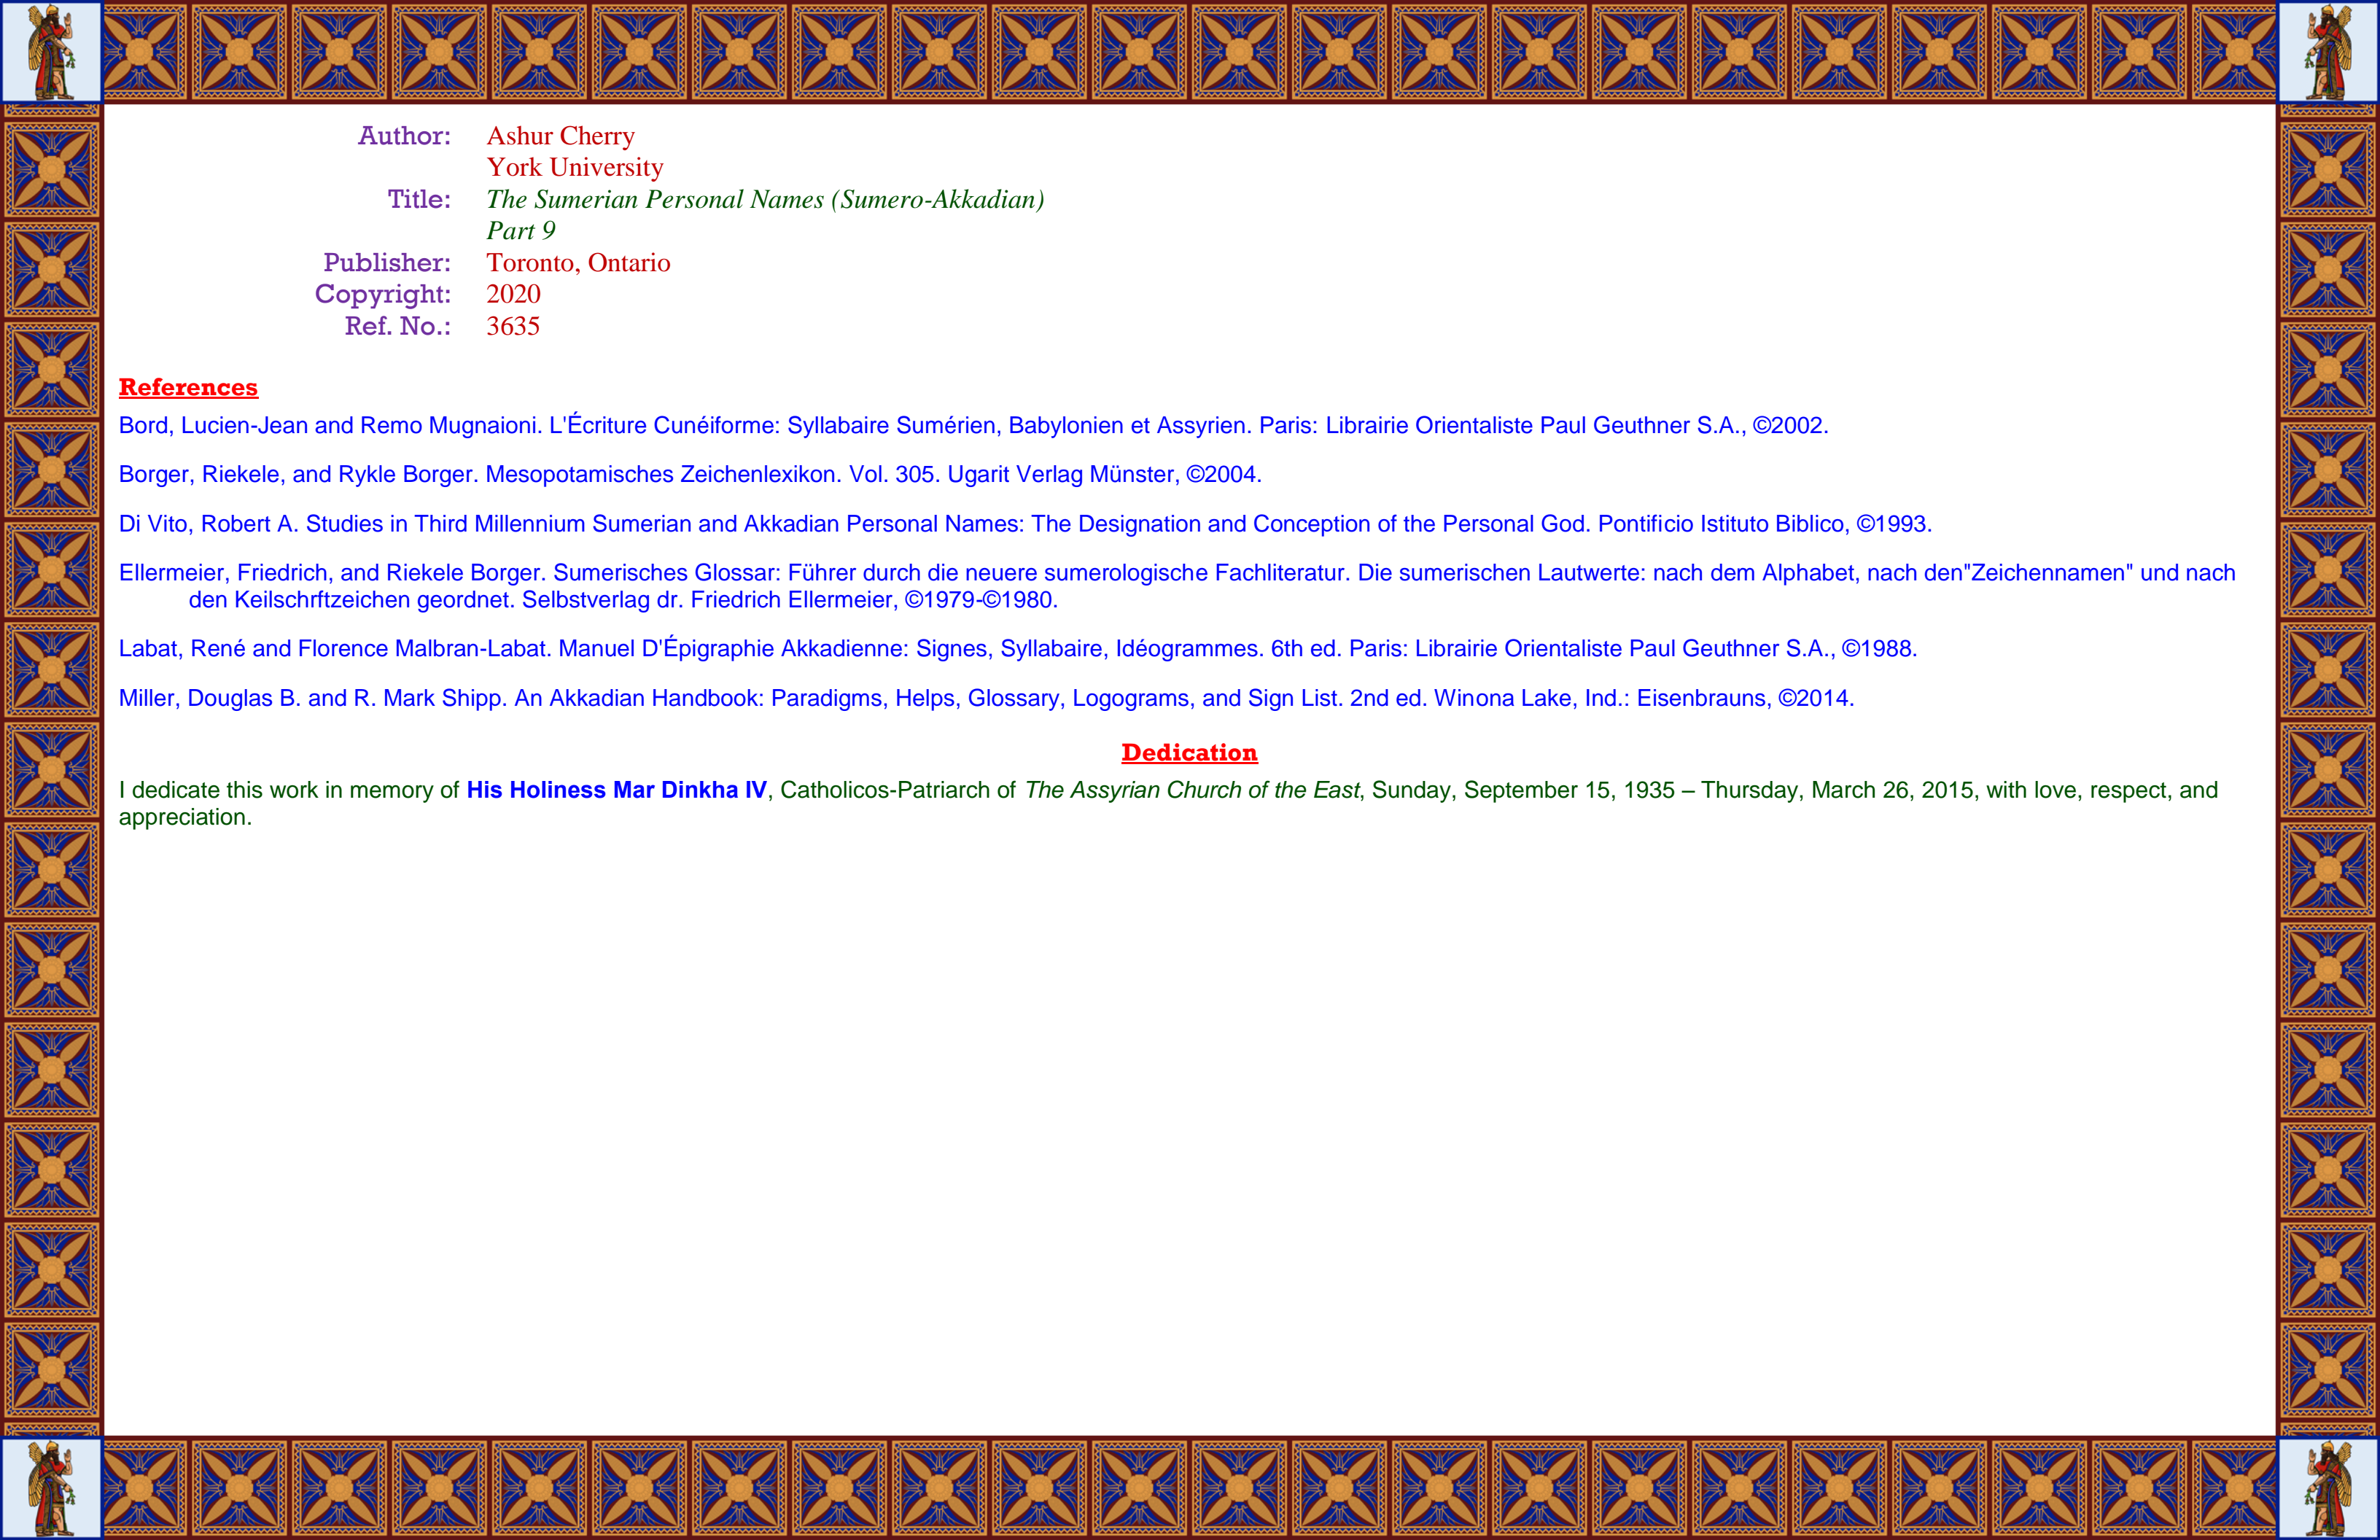 Author: Ashur Cherry
York University
Title: The Sumerian Personal Names (Sumero-Akkadian)
Part 9
Publisher: Toronto, Ontario
Copyright: 2020
Ref. No.: 3635
References
Bord, Lucien-Jean and Remo Mugnaioni. L'Écriture Cunéiforme: Syllabaire Sumérien, Babylonien et Assyrien. Paris: Librairie Orientaliste Paul Geuthner S.A., ©2002.
Borger, Riekele, and Rykle Borger. Mesopotamisches Zeichenlexikon. Vol. 305. Ugarit Verlag Münster, ©2004.
Di Vito, Robert A. Studies in Third Millennium Sumerian and Akkadian Personal Names: The Designation and Conception of the Personal God. Pontificio Istituto Biblico, ©1993.
Ellermeier, Friedrich, and Riekele Borger. Sumerisches Glossar: Führer durch die neuere sumerologische Fachliteratur. Die sumerischen Lautwerte: nach dem Alphabet, nach den"Zeichennamen" und nach
den Keilschrftzeichen geordnet. Selbstverlag dr. Friedrich Ellermeier, ©1979-©1980.
Labat, René and Florence Malbran-Labat. Manuel D'Épigraphie Akkadienne: Signes, Syllabaire, Idéogrammes. 6th ed. Paris: Librairie Orientaliste Paul Geuthner S.A., ©1988.
Miller, Douglas B. and R. Mark Shipp. An Akkadian Handbook: Paradigms, Helps, Glossary, Logograms, and Sign List. 2nd ed. Winona Lake, Ind.: Eisenbrauns, ©2014.
Dedication
I dedicate this work in memory of His Holiness Mar Dinkha IV, Catholicos-Patriarch of The Assyrian Church of the East, Sunday, September 15, 1935 – Thursday, March 26, 2015, with love, respect, and
appreciation.